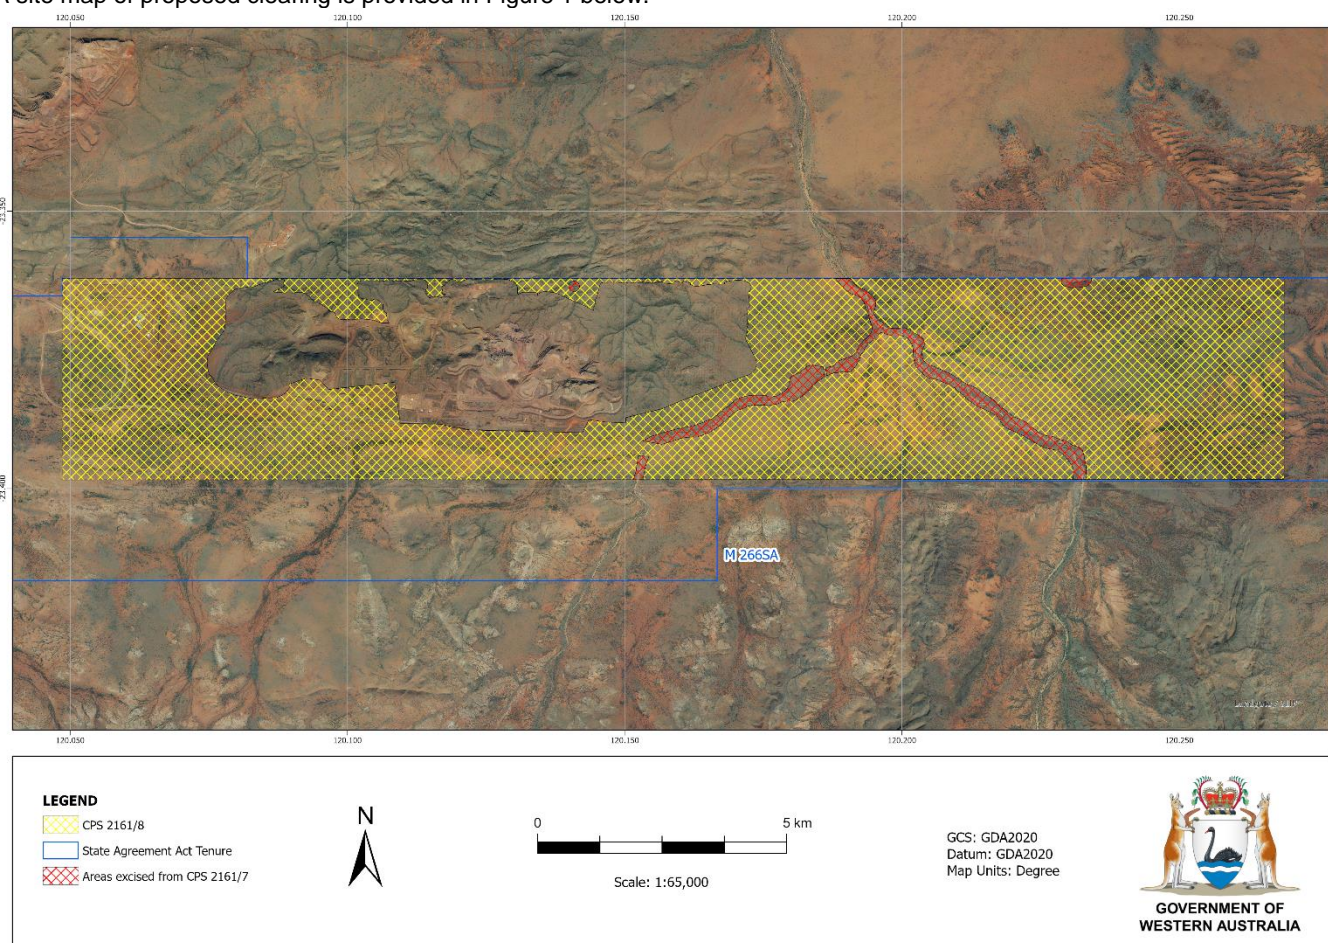 A site map of proposed clearing is provided in Figure 1 below.
120.050 120.100 120.150 120.200 120.250
-23.350
-23.400
M 266SA
120.050 120.100 120.150 120.200 120.250
LEGEND
CPS 2161/8
State Agreement Act Tenure
Areas excised from CPS 2161/7
N
0 5 km
Scale: 1:65,000
GCS: GDA2020
Datum: GDA2020
Map Units: Degree
GOVERNMENT OF
WESTERN AUSTRALIA